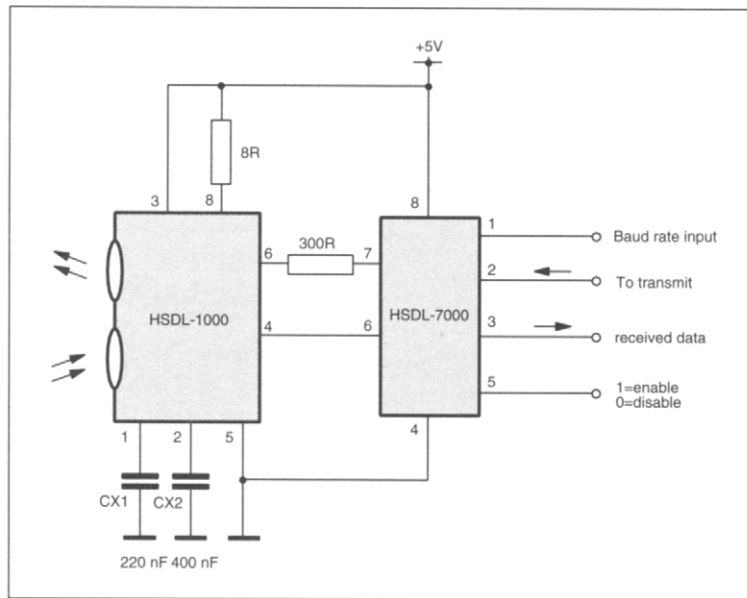 +5V
8R
3
8
8
1
Baud rate input
6
300R
7
2
To transmit
HSDL-1000
HSDL-7000
4
6
3
received data
5
1=enable
0=disable
1
2
5
4
CX1
CX2
220 nF
400 nF